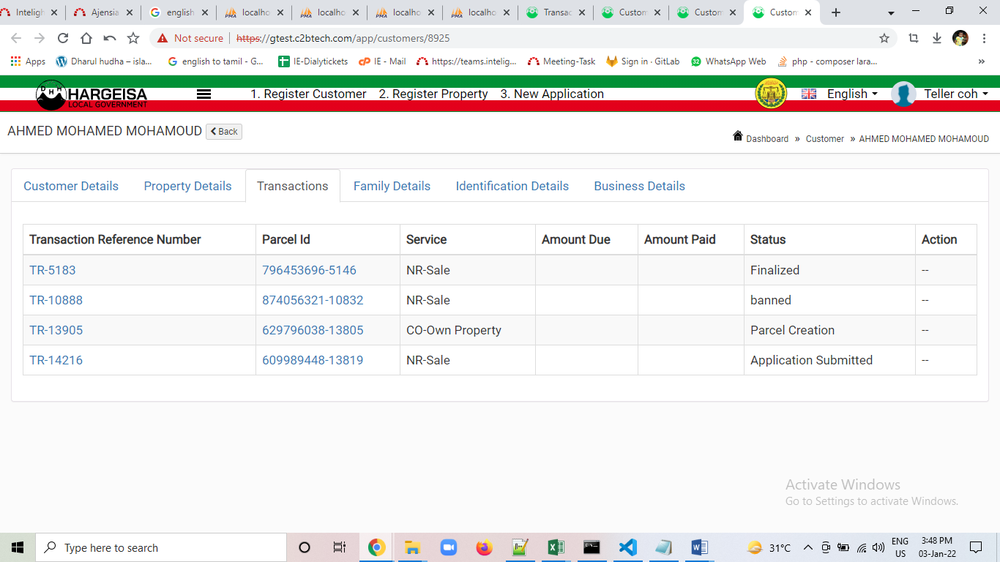 Inteligh
Ajensia
english
localho
localho
localho
localho
Transac
Custom
Custom
Custom
Not secure
https://gtest.c2btech.com/app/customers/8925
Apps
Dharul hudha – isla...
english to tamil - G...
IE-Dialytickets
IE - Mail
https://teams.intelig...
Meeting-Task
Sign in · GitLab
WhatsApp Web
php - composer lara...
»
DHH
HARGEISA
LOCAL GOVERNMENT
1. Register Customer 2. Register Property 3. New Application
English
Teller coh
AHMED MOHAMED MOHAMOUD
Back
Dashboard » Customer » AHMED MOHAMED MOHAMOUD
Customer Details Property Details Transactions Family Details Identification Details Business Details
Transaction Reference Number Parcel Id Service Amount Due Amount Paid Status Action
TR-5183 796453696-5146 NR-Sale Finalized --
TR-10888 874056321-10832 NR-Sale banned --
TR-13905 629796038-13805 CO-Own Property Parcel Creation --
TR-14216 609989448-13819 NR-Sale Application Submitted --
Activate Windows
Go to Settings to activate Windows.
Type here to search
31°C
ENG
US
3:48 PM
03-Jan-22